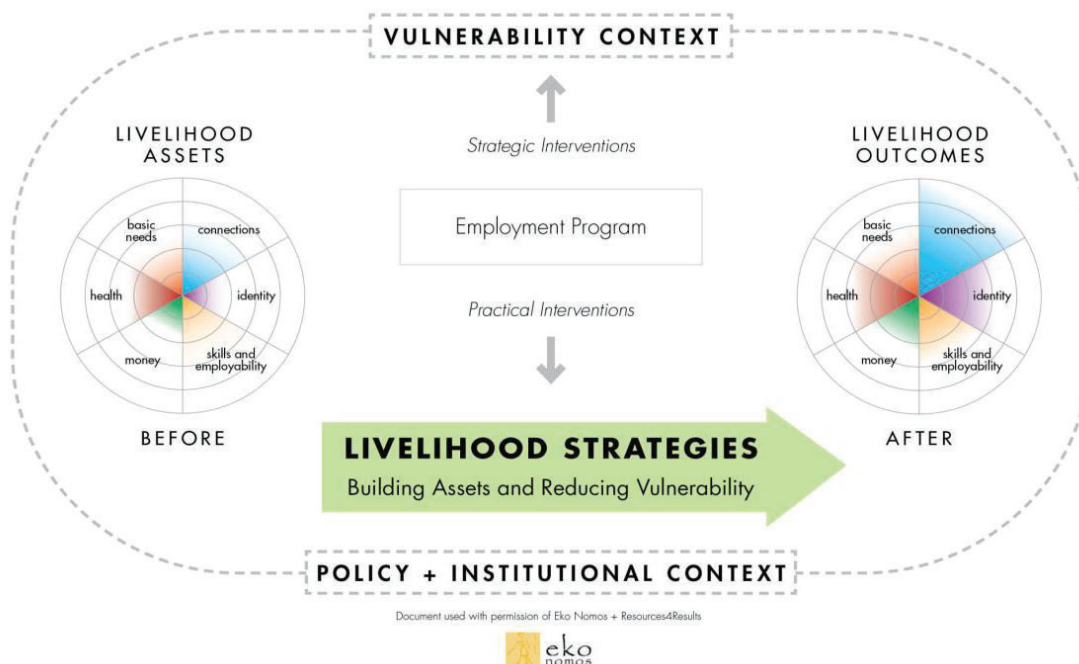 VULNERABILITY CONTEXT
Strategic Interventions
Employment Program
Practical Interventions
LIVELIHOOD
ASSETS
basic
needs
connections
health
identity
money
skills and
employability
BEFORE
LIVELIHOOD
OUTCOMES
basic
needs
connections
health
identity
money
skills and
employability
AFTER
LIVELIHOOD STRATEGIES
Building Assets and Reducing Vulnerability
POLICY + INSTITUTIONAL CONTEXT
Document used with permission of Eko Nomos + Resources4Results
eko
nomos